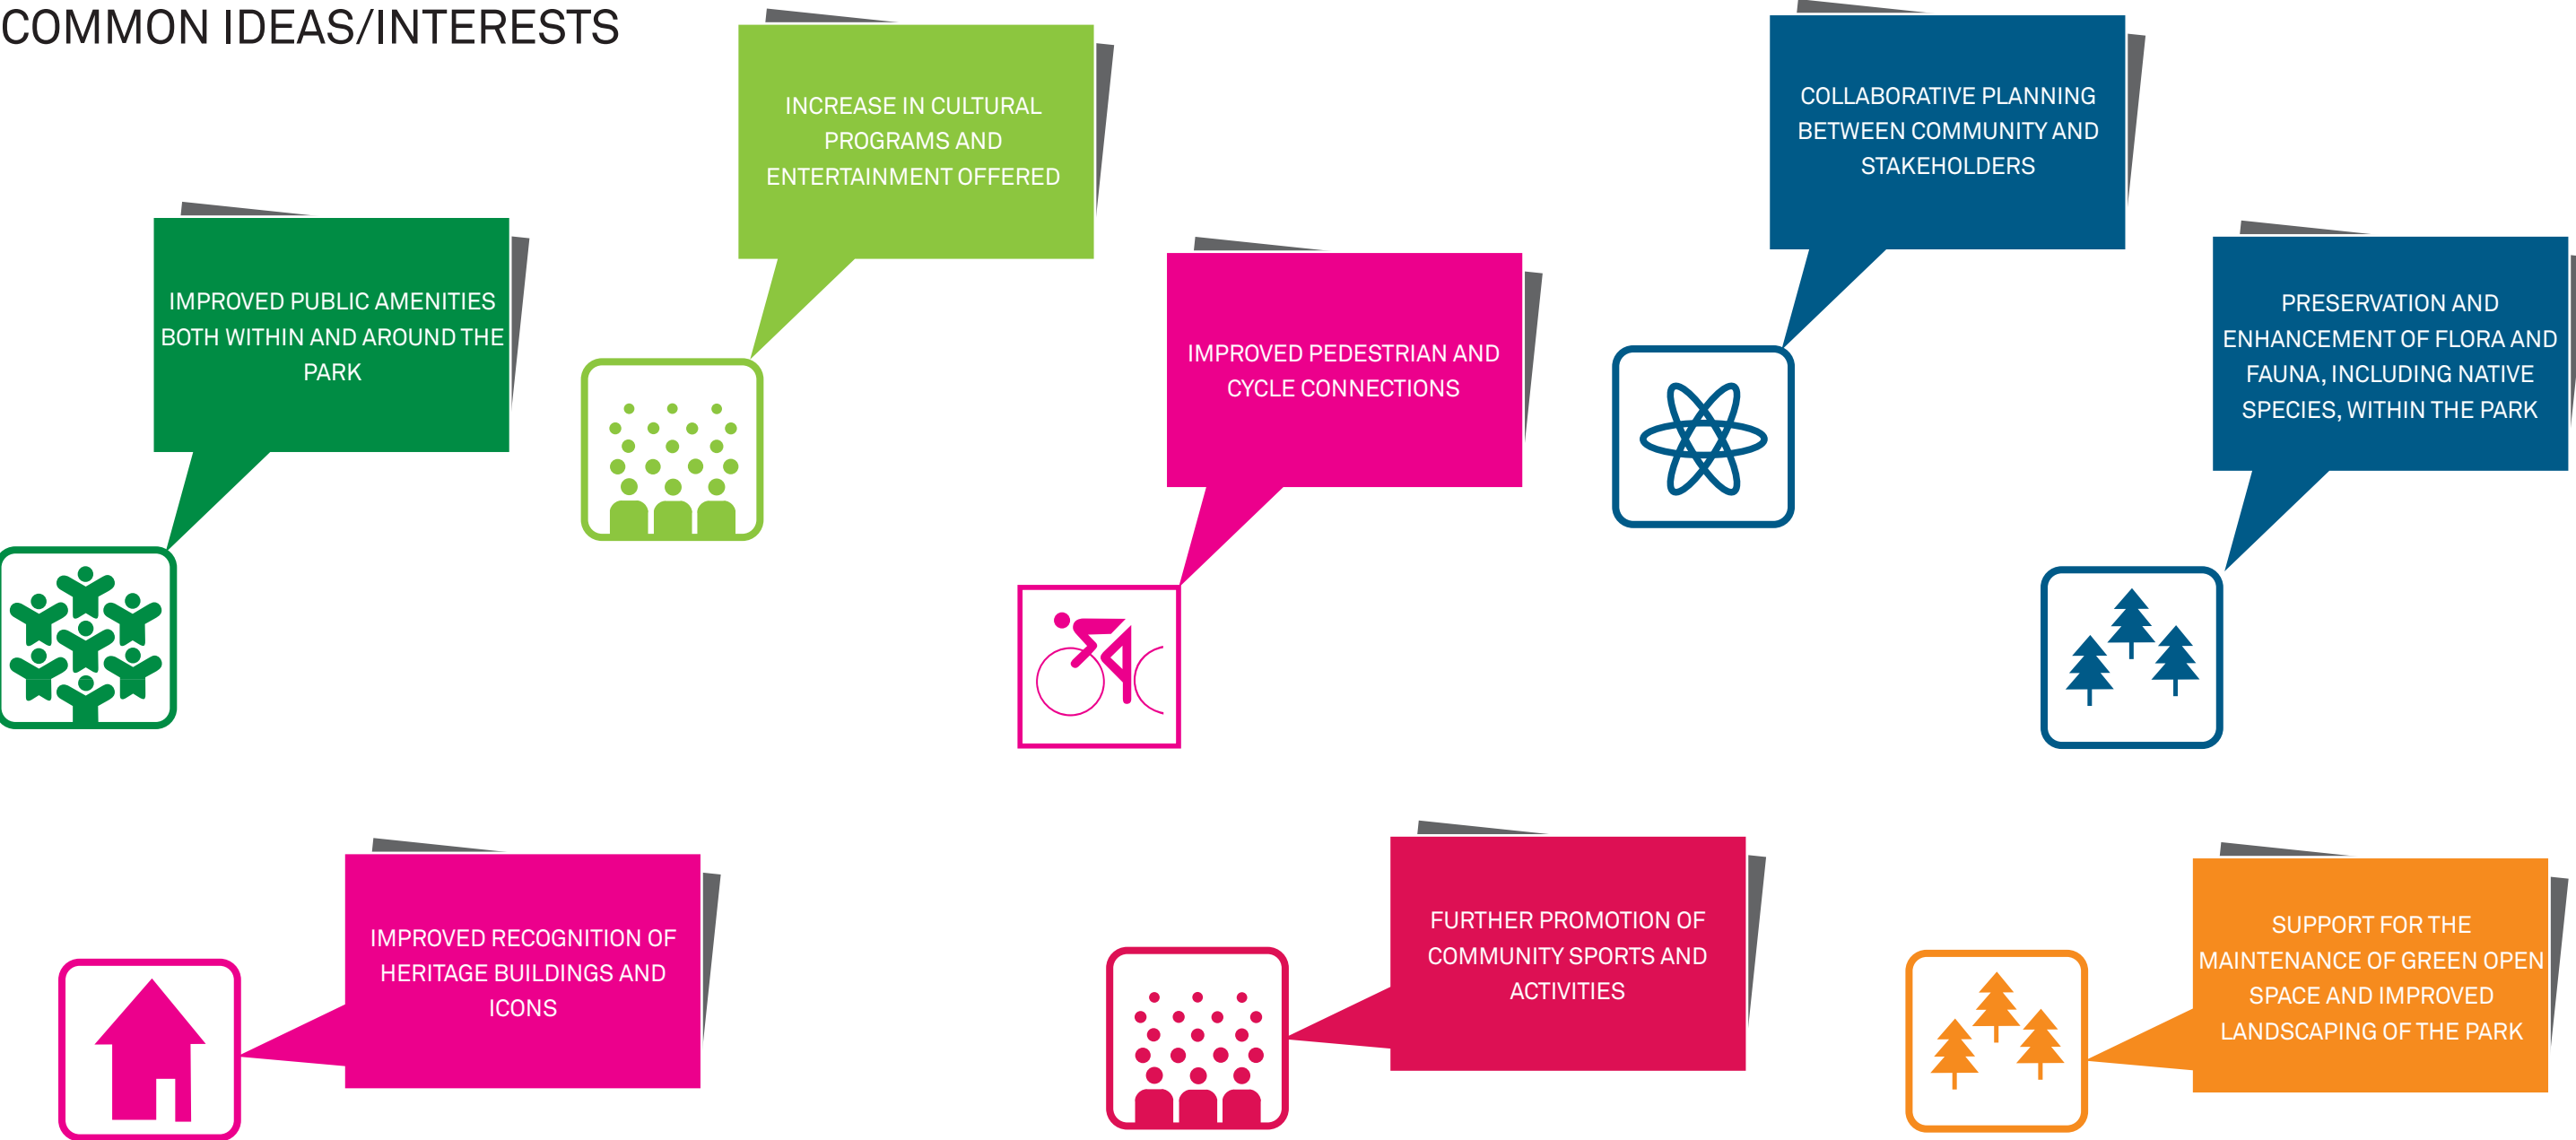 COMMON IDEAS/INTERESTS
IMPROVED PUBLIC AMENITIES
BOTH WITHIN AND AROUND THE
PARK
INCREASE IN CULTURAL
PROGRAMS AND
ENTERTAINMENT OFFERED
IMPROVED PEDESTRIAN AND
CYCLE CONNECTIONS
COLLABORATIVE PLANNING
BETWEEN COMMUNITY AND
STAKEHOLDERS
PRESERVATION AND
ENHANCEMENT OF FLORA AND
FAUNA, INCLUDING NATIVE
SPECIES, WITHIN THE PARK
IMPROVED RECOGNITION OF
HERITAGE BUILDINGS AND
ICONS
FURTHER PROMOTION OF
COMMUNITY SPORTS AND
ACTIVITIES
SUPPORT FOR THE
MAINTENANCE OF GREEN OPEN
SPACE AND IMPROVED
LANDSCAPING OF THE PARK